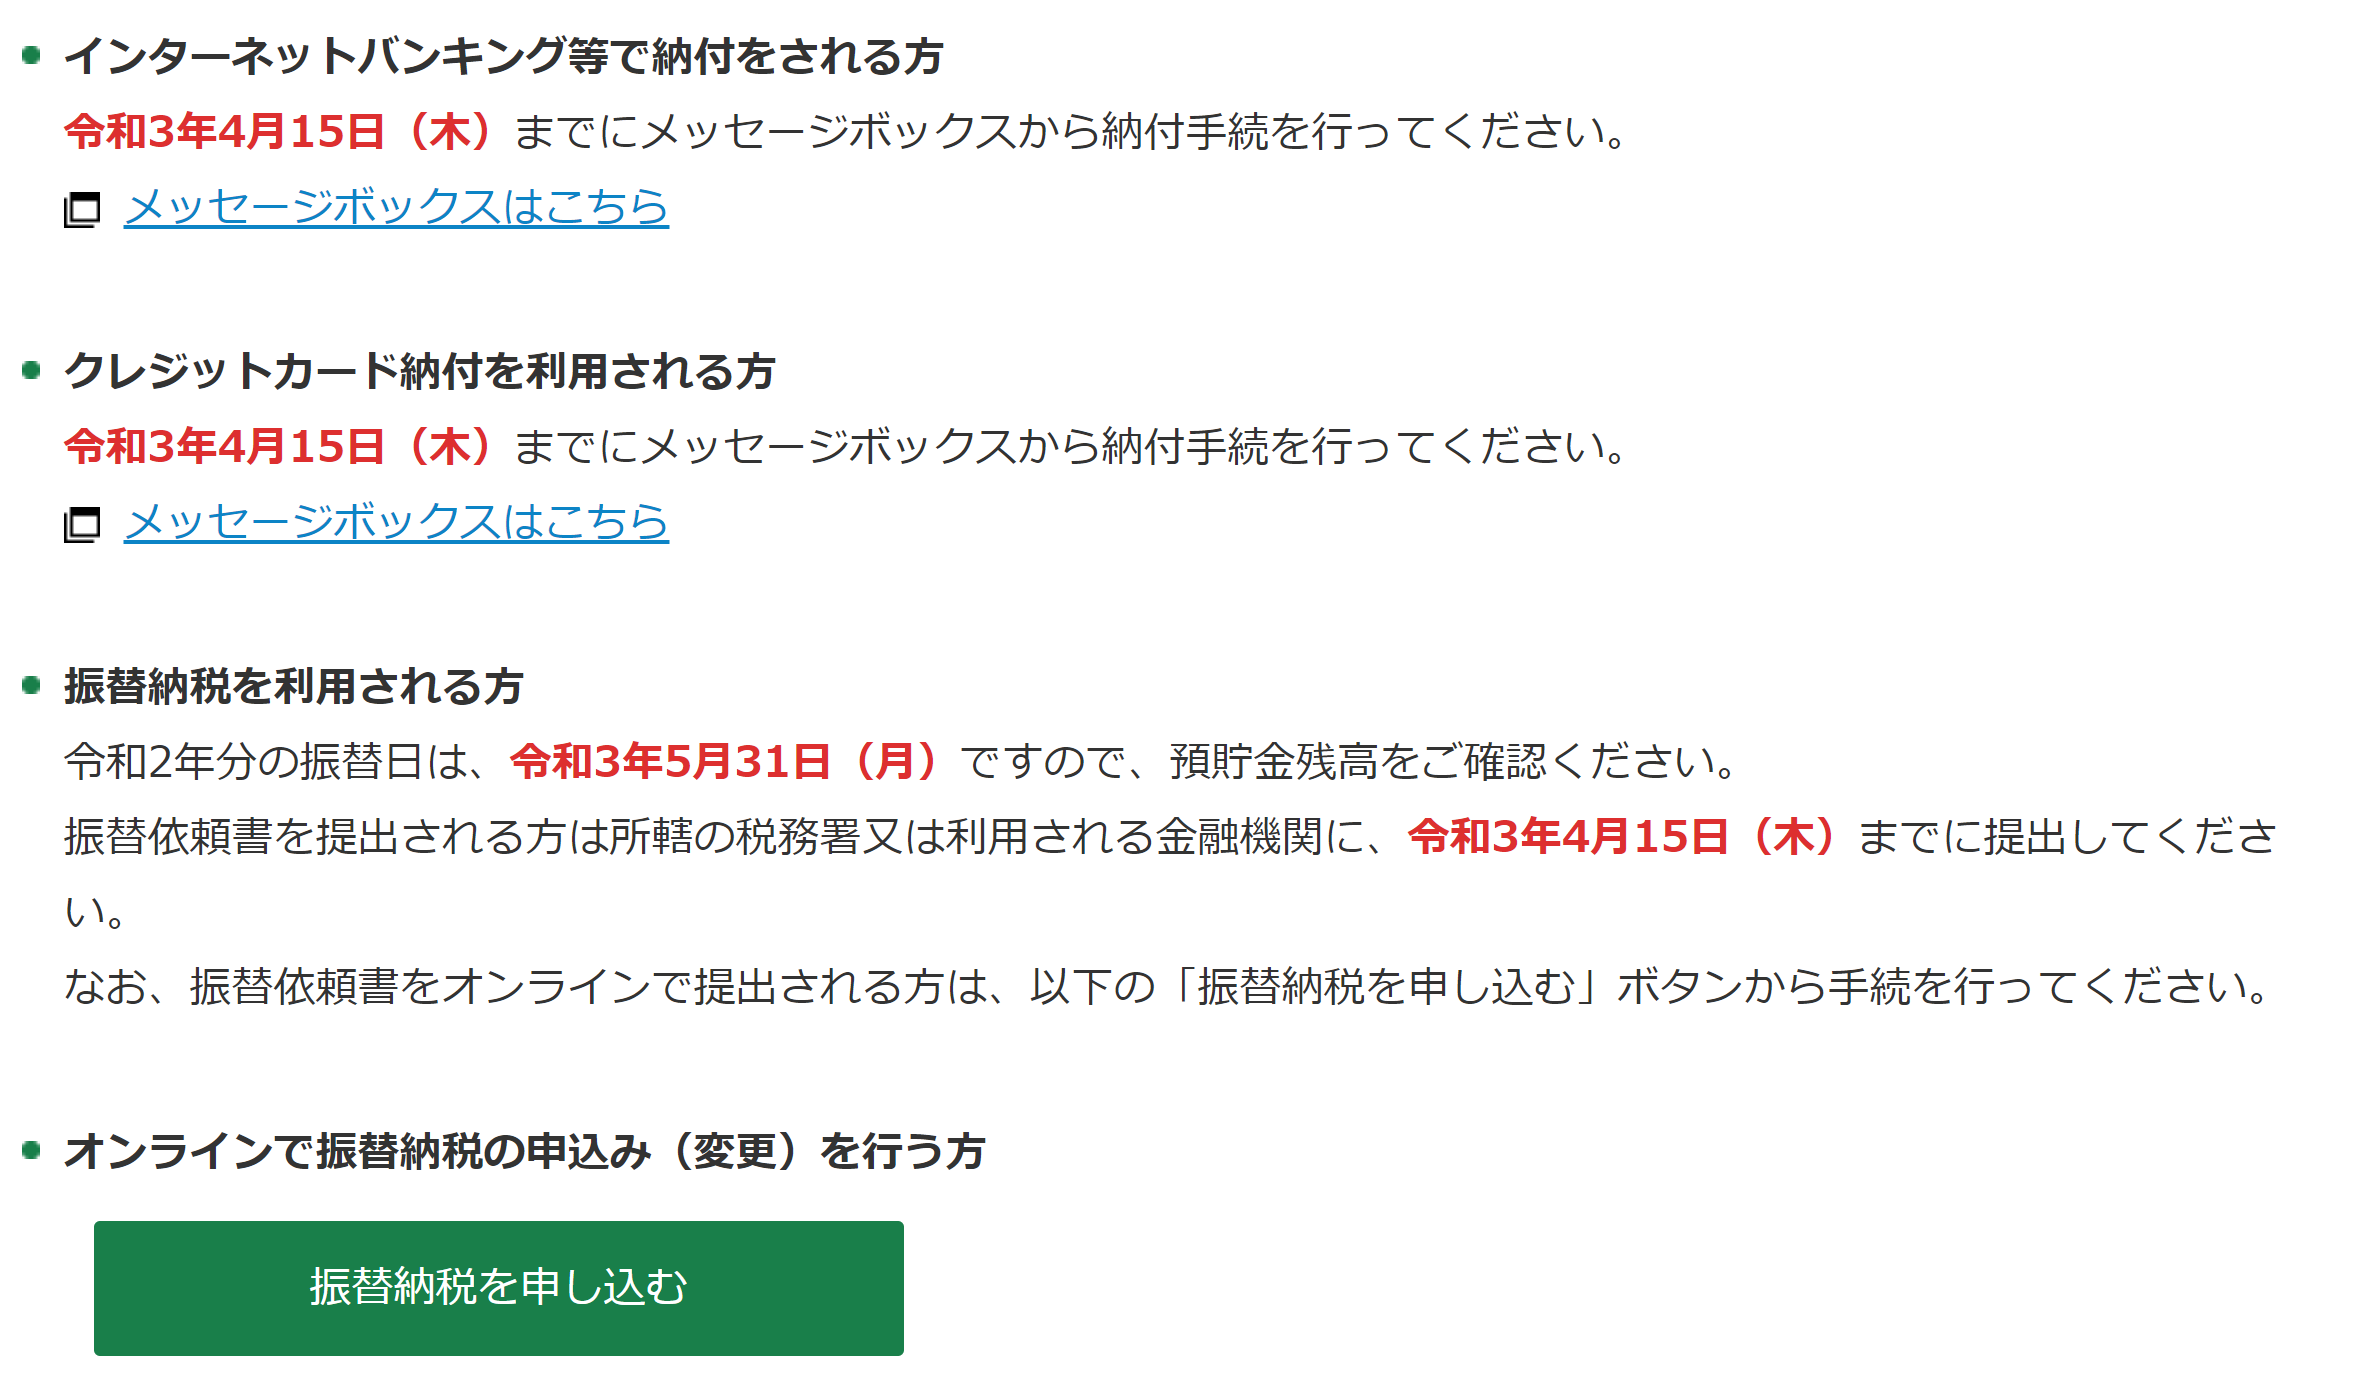 インターネットバンキング等で納付をされる方
令和3年4月15日（木）までにメッセージボックスから納付手続を行ってください。
メッセージボックスはこちら
クレジットカード納付を利用される方
令和3年4月15日（木）までにメッセージボックスから納付手続を行ってください。
メッセージボックスはこちら
振替納税を利用される方
令和2年分の振替日は、令和3年5月31日（月）ですので、預貯金残高をご確認ください。
振替依頼書を提出される方は所轄の税務署又は利用される金融機関に、令和3年4月15日（木）までに提出してくださ
い。
なお、振替依頼書をオンラインで提出される方は、以下の「振替納税を申し込む」ボタンから手続を行ってください。
オンラインで振替納税の申込み（変更）を行う方
振替納税を申し込む